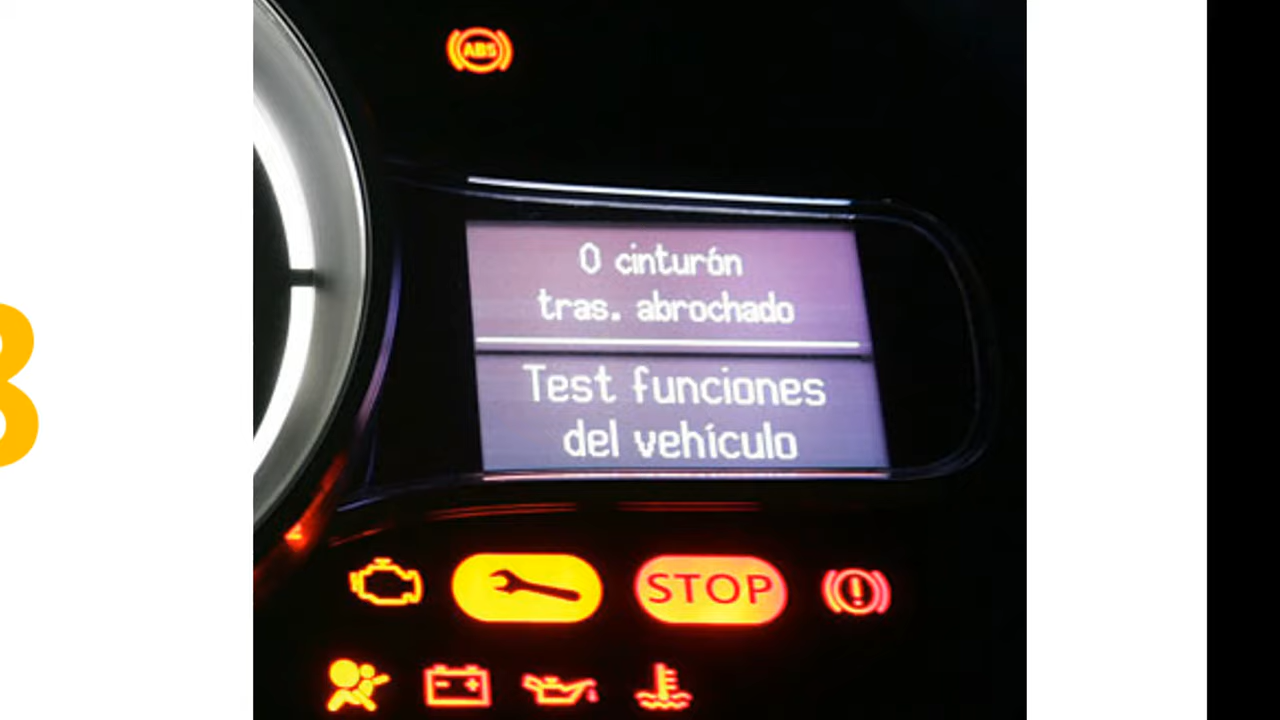 ABS
0 cinturón
tras. abrochado
Test funciones
del vehículo
STOP